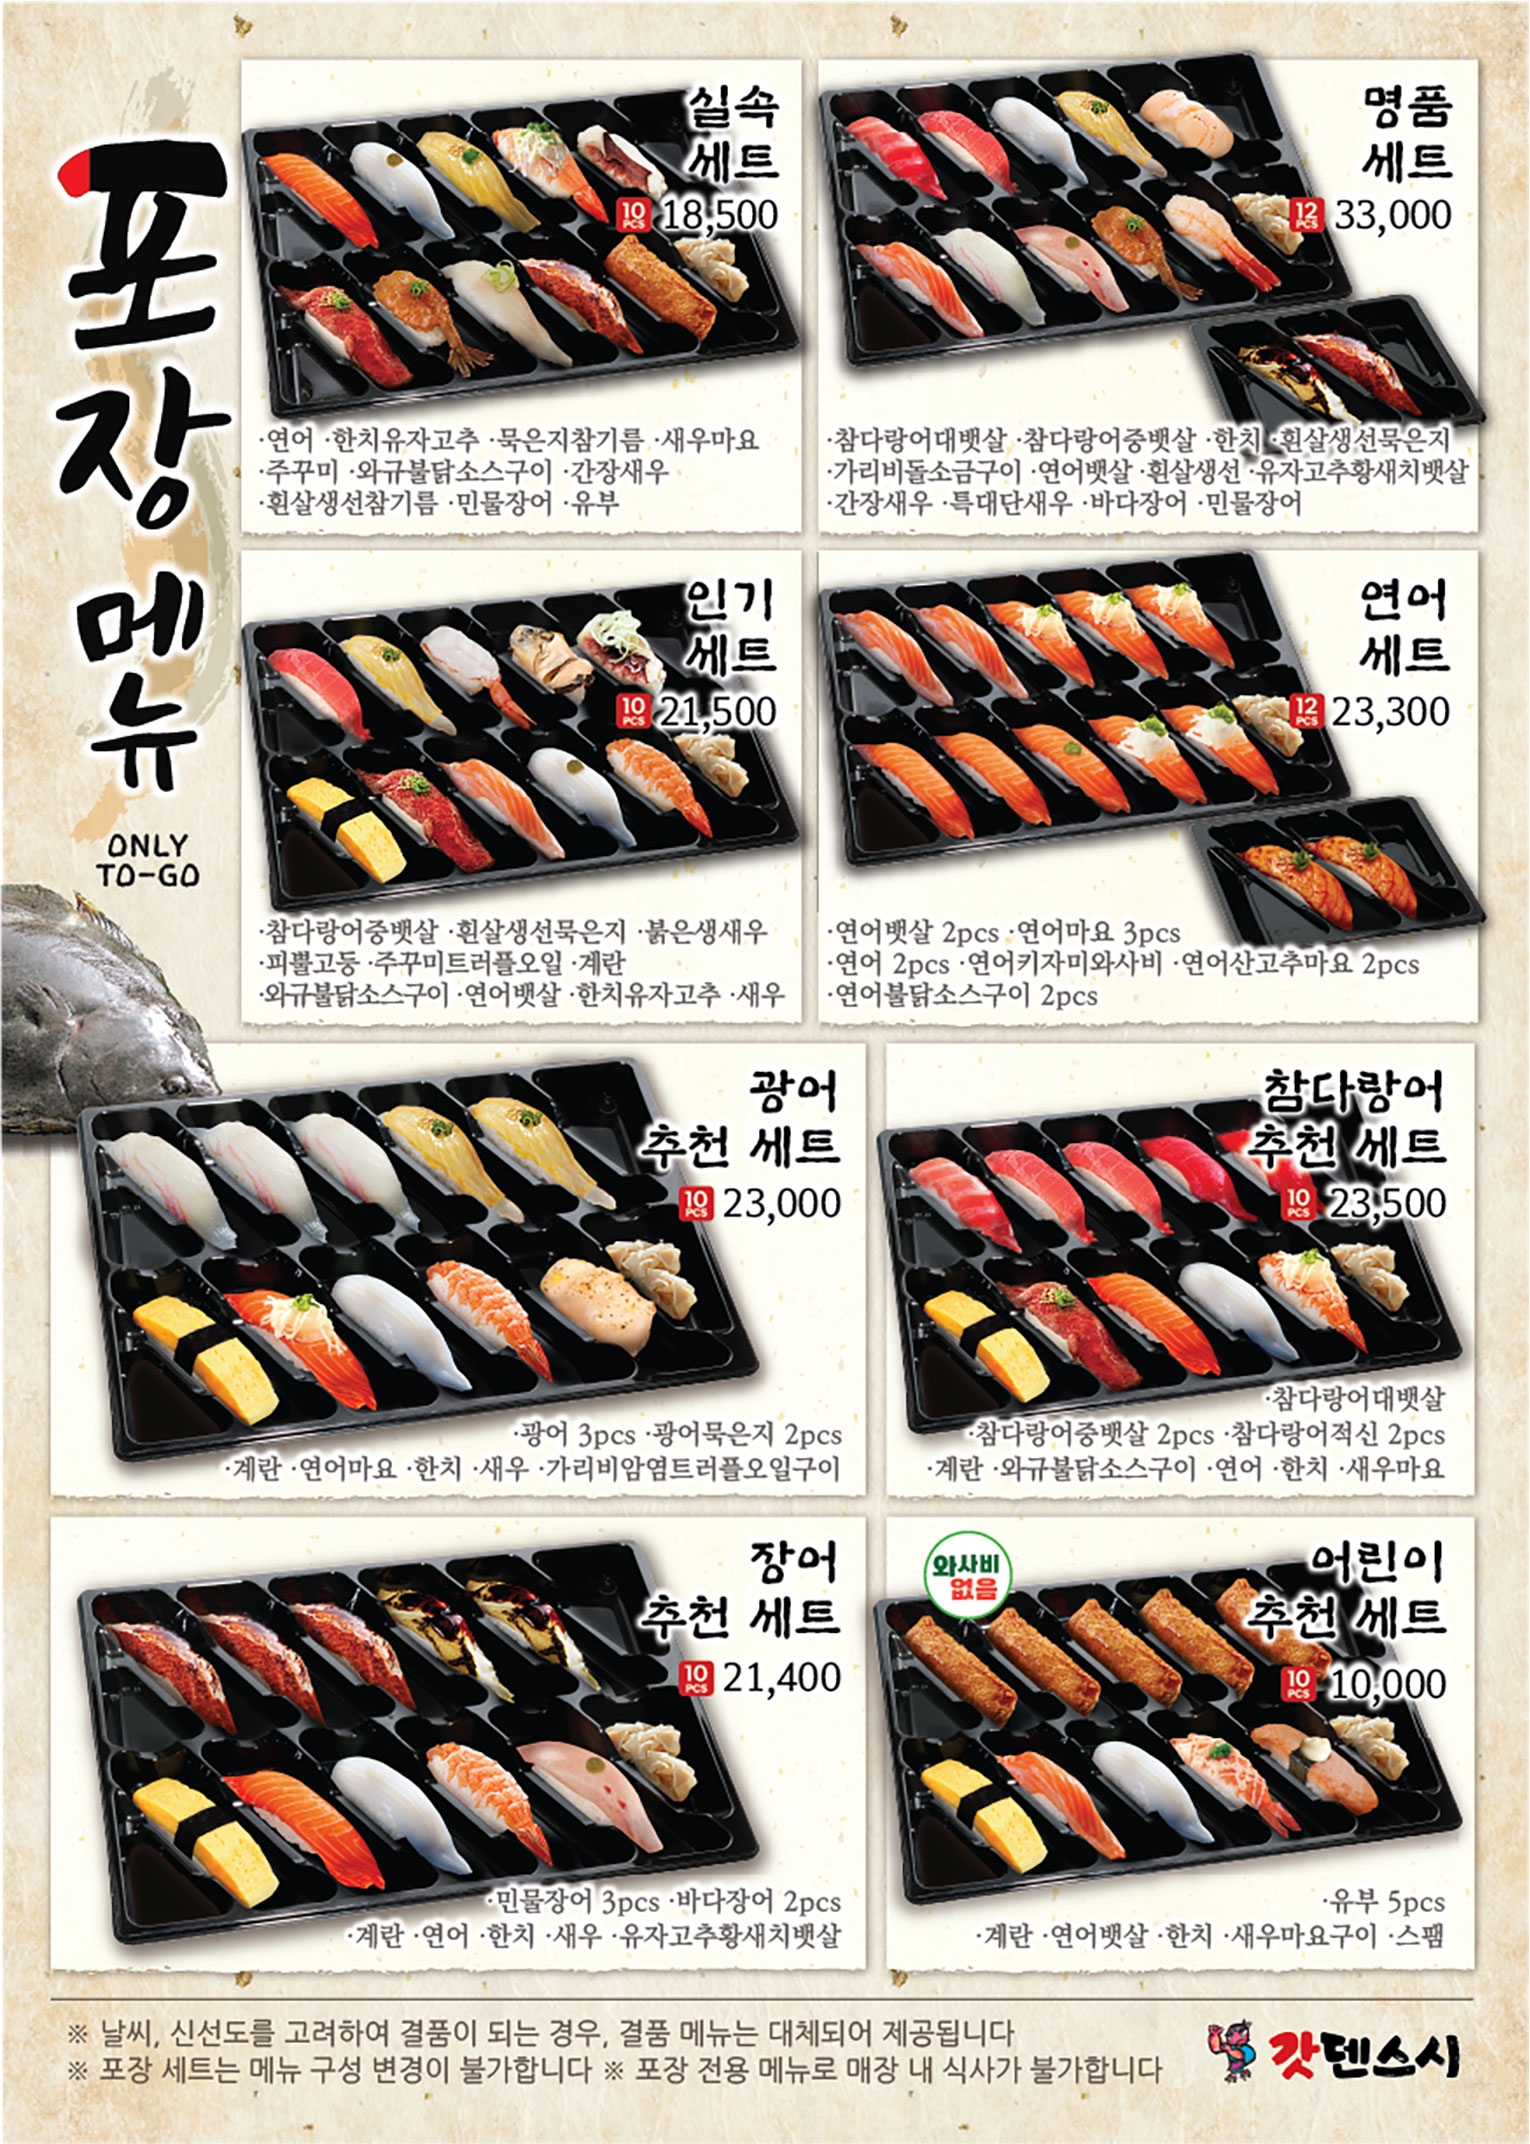 포장메뉴
ONLY
TO-GO
실속
세트
10 PCS 18,500
·연어 ·한치유자고추 ·묵은지참기름 ·새우마요
·주꾸미 ·와규불닭소스구이 ·간장새우
·흰살생선참기름 ·민물장어 ·유부
명품
세트
12 PCS 33,000
·참다랑어대뱃살 ·참다랑어중뱃살 ·한치 ·흰살생선묵은지
·가리비돌소금구이 ·연어뱃살 ·흰살생선 ·유자고추황새치뱃살
·간장새우 ·특대단새우 ·바다장어 ·민물장어
인기
세트
10 PCS 21,500
·참다랑어중뱃살 ·흰살생선묵은지 ·붉은생새우
·피뿔고둥 ·주꾸미트러플오일 ·계란
·와규불닭소스구이 ·연어뱃살 ·한치유자고추 ·새우
연어
세트
12 PCS 23,300
·연어뱃살 2pcs ·연어마요 3pcs
·연어 2pcs ·연어키자미와사비 ·연어산고추마요 2pcs
·연어불닭소스구이 2pcs
광어
추천 세트
10 PCS 23,000
·광어 3pcs ·광어묵은지 2pcs
·계란 ·연어마요 ·한치 ·새우 ·가리비암염트러플오일구이
참다랑어
추천 세트
10 PCS 23,500
·참다랑어대뱃살
·참다랑어중뱃살 2pcs ·참다랑어적신 2pcs
·계란 ·와규불닭소스구이 ·연어 ·한치 ·새우마요
장어
추천 세트
10 PCS 21,400
·민물장어 3pcs ·바다장어 2pcs
·계란 ·연어 ·한치 ·새우 ·유자고추황새치뱃살
와사비
없음
어린이
추천 세트
10 PCS 10,000
·유부 5pcs
·계란 ·연어뱃살 ·한치 ·새우마요구이 ·스팸
※ 날씨, 신선도를 고려하여 결품이 되는 경우, 결품 메뉴는 대체되어 제공됩니다
※ 포장 세트는 메뉴 구성 변경이 불가합니다 ※ 포장 전용 메뉴로 매장 내 식사가 불가합니다
갓덴스시